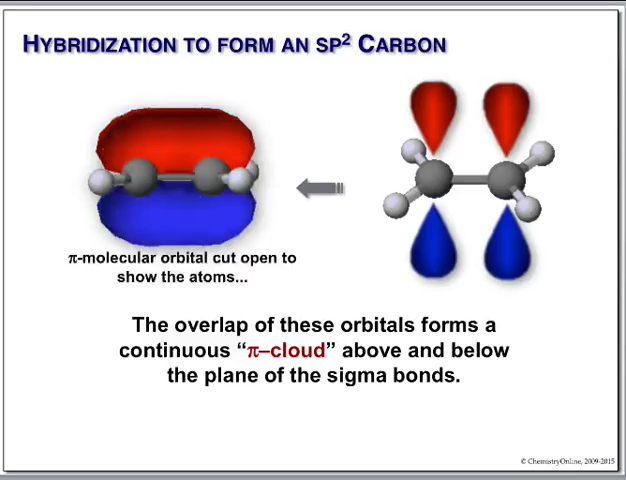 HYBRIDIZATION TO FORM AN SP² CARBON
π-molecular orbital cut open to
show the atoms...
The overlap of these orbitals forms a
continuous “π–cloud” above and below
the plane of the sigma bonds.
© ChemistryOnline, 2009-2015